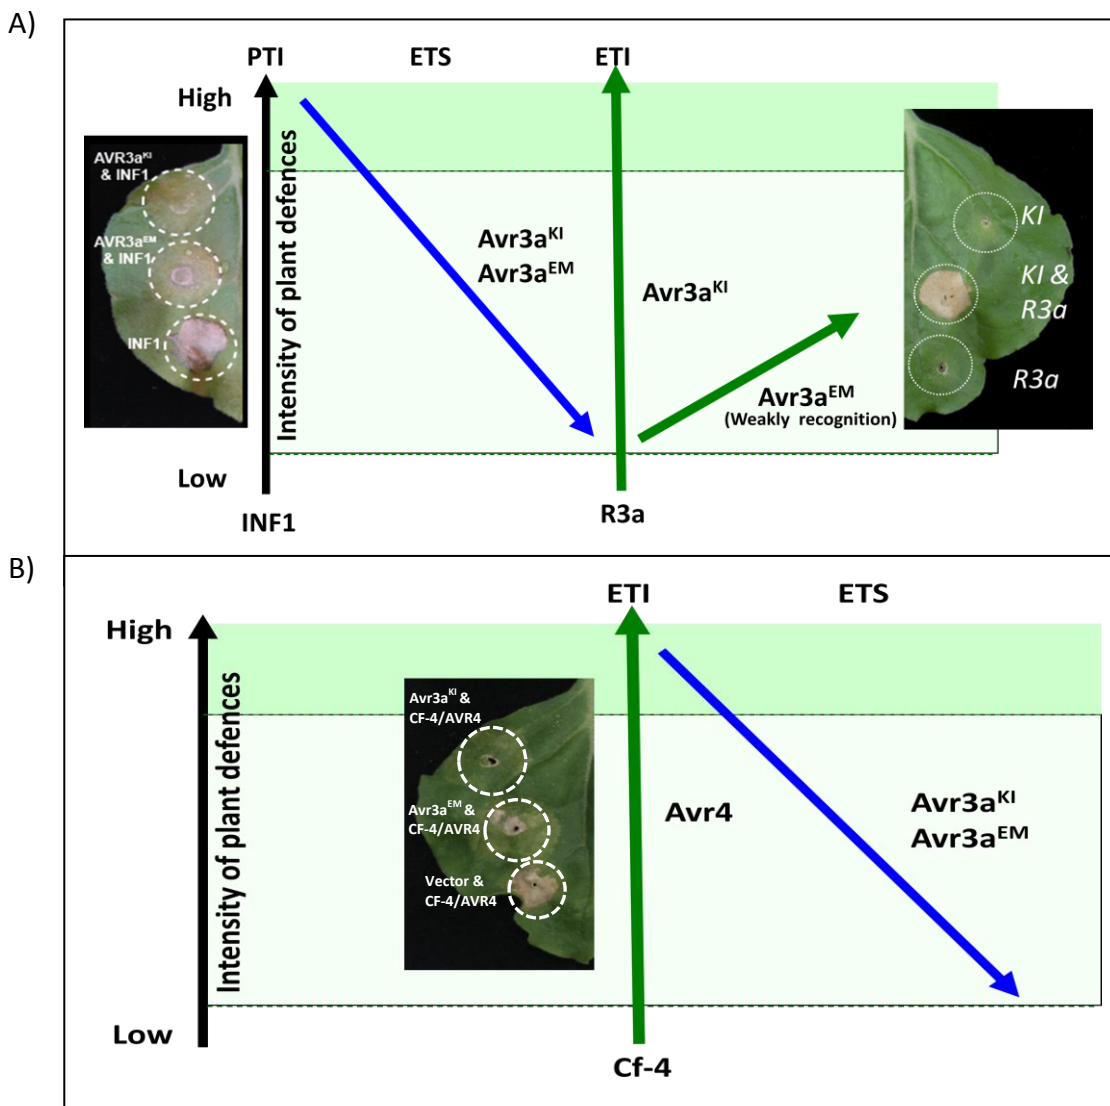 A)
PTI
ETS
ETI
High
Intensity of plant defences
AVR3aᴷᴵ
& INF1
AVR3aᴱᴹ
& INF1
INF1
Avr3aᴷᴵ
Avr3aᴱᴹ
Avr3aᴷᴵ
Avr3aᴱᴹ
(Weakly recognition)
KI
KI &
R3a
R3a
Low
INF1
R3a
B)
ETI
ETS
High
Intensity of plant defences
Avr3aᴷᴵ &
CF-4/AVR4
Avr3aᴱᴹ &
CF-4/AVR4
Vector &
CF-4/AVR4
Avr4
Avr3aᴷᴵ
Avr3aᴱᴹ
Low
Cf-4